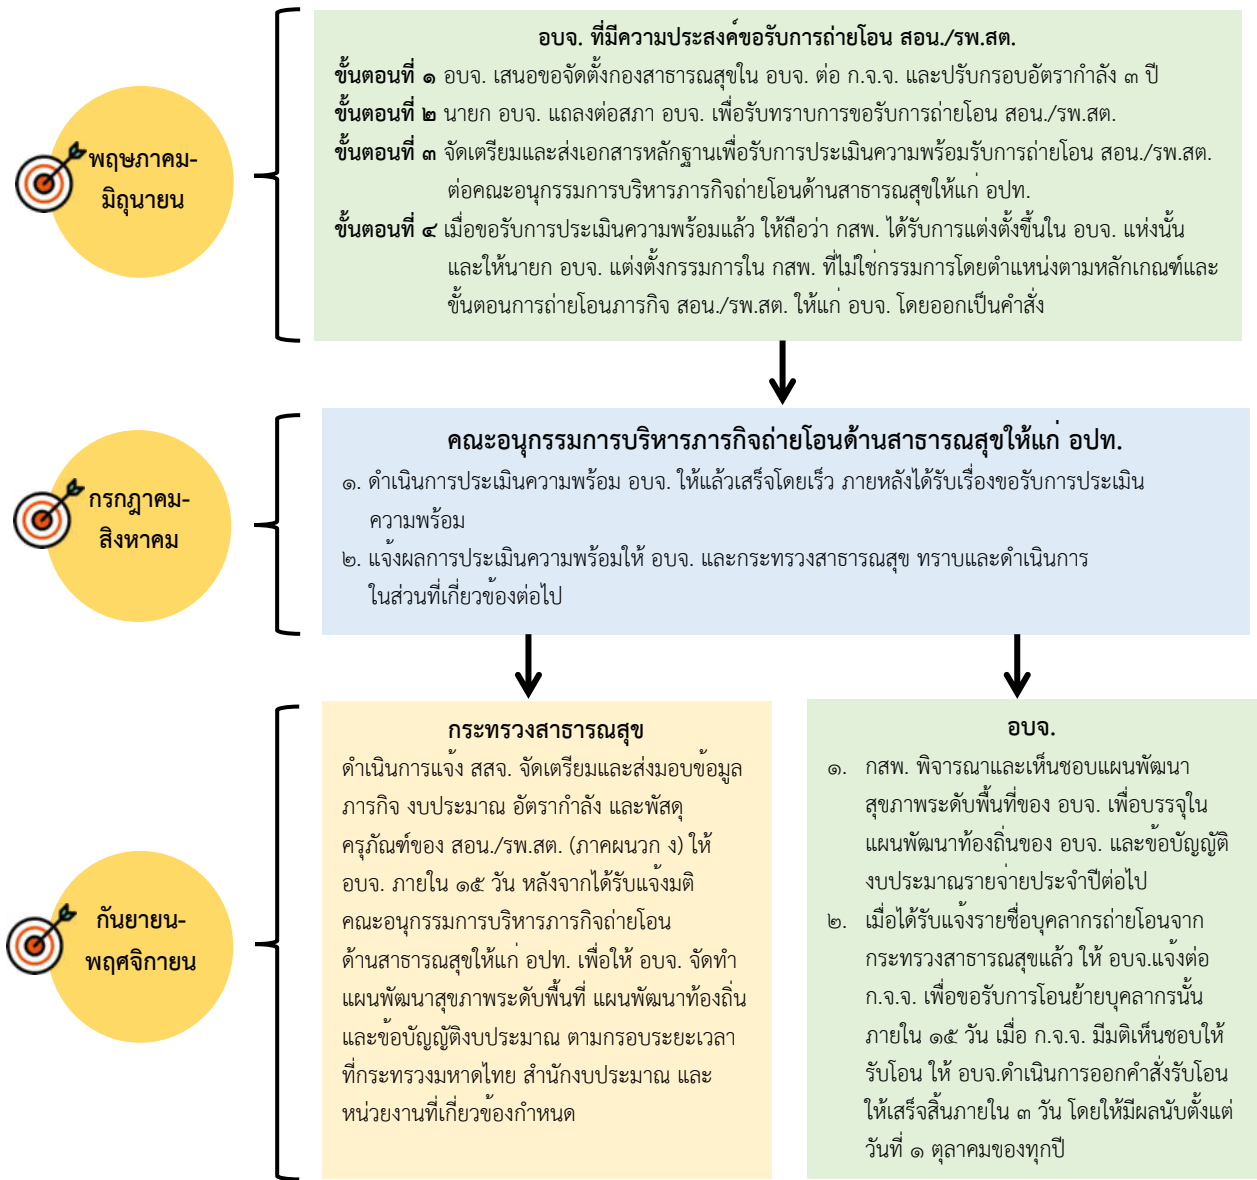 อบจ. ที่มีความประสงค์ขอรับการถ่ายโอน สอน./รพ.สต.
ขั้นตอนที่ ๑ อบจ. เสนอขอจัดตั้งกองสาธารณสุขใน อบจ. ต่อ ก.จ.จ. และปรับกรอบอัตรากำลัง ๓ ปี
ขั้นตอนที่ ๒ นายก อบจ. แถลงต่อสภา อบจ. เพื่อรับทราบการขอรับการถ่ายโอน สอน./รพ.สต.
ขั้นตอนที่ ๓ จัดเตรียมและส่งเอกสารหลักฐานเพื่อรับการประเมินความพร้อมรับการถ่ายโอน สอน./รพ.สต.
ต่อคณะอนุกรรมการบริหารภารกิจถ่ายโอนด้านสาธารณสุขให้แก่ อปท.
ขั้นตอนที่ ๔ เมื่อขอรับการประเมินความพร้อมแล้ว ให้ถือว่า กสพ. ได้รับการแต่งตั้งขึ้นใน อบจ. แห่งนั้น
และให้นายก อบจ. แต่งตั้งกรรมการใน กสพ. ที่ไม่ใช่กรรมการโดยตำแหน่งตามหลักเกณฑ์และ
ขั้นตอนการถ่ายโอนภารกิจ สอน./รพ.สต. ให้แก่ อบจ. โดยออกเป็นคำสั่ง
พฤษภาคม-
มิถุนายน
คณะอนุกรรมการบริหารภารกิจถ่ายโอนด้านสาธารณสุขให้แก่ อปท.
๑. ดำเนินการประเมินความพร้อม อบจ. ให้แล้วเสร็จโดยเร็ว ภายหลังได้รับเรื่องขอรับการประเมิน
ความพร้อม
๒. แจ้งผลการประเมินความพร้อมให้ อบจ. และกระทรวงสาธารณสุข ทราบและดำเนินการ
ในส่วนที่เกี่ยวข้องต่อไป
กรกฎาคม-
สิงหาคม
กันยายน-
พฤศจิกายน
กระทรวงสาธารณสุข
ดำเนินการแจ้ง สสจ. จัดเตรียมและส่งมอบข้อมูล
ภารกิจ งบประมาณ อัตรากำลัง และพัสดุ
ครุภัณฑ์ของ สอน./รพ.สต. (ภาคผนวก ง) ให้
อบจ. ภายใน ๑๕ วัน หลังจากได้รับแจ้งมติ
คณะอนุกรรมการบริหารภารกิจถ่ายโอน
ด้านสาธารณสุขให้แก่ อปท. เพื่อให้ อบจ. จัดทำ
แผนพัฒนาสุขภาพระดับพื้นที่ แผนพัฒนาท้องถิ่น
และข้อบัญญัติงบประมาณ ตามกรอบระยะเวลา
ที่กระทรวงมหาดไทย สำนักงบประมาณ และ
หน่วยงานที่เกี่ยวข้องกำหนด
อบจ.
๑. กสพ. พิจารณาและเห็นชอบแผนพัฒนา
สุขภาพระดับพื้นที่ของ อบจ. เพื่อบรรจุใน
แผนพัฒนาท้องถิ่นของ อบจ. และข้อบัญญัติ
งบประมาณรายจ่ายประจำปีต่อไป
๒. เมื่อได้รับแจ้งรายชื่อบุคลากรถ่ายโอนจาก
กระทรวงสาธารณสุขแล้ว ให้ อบจ.แจ้งต่อ
ก.จ.จ. เพื่อขอรับการโอนย้ายบุคลากรนั้น
ภายใน ๑๕ วัน เมื่อ ก.จ.จ. มีมติเห็นชอบให้
รับโอน ให้ อบจ.ดำเนินการออกคำสั่งรับโอน
ให้เสร็จสิ้นภายใน ๓ วัน โดยให้มีผลนับตั้งแต่
วันที่ ๑ ตุลาคมของทุกปี